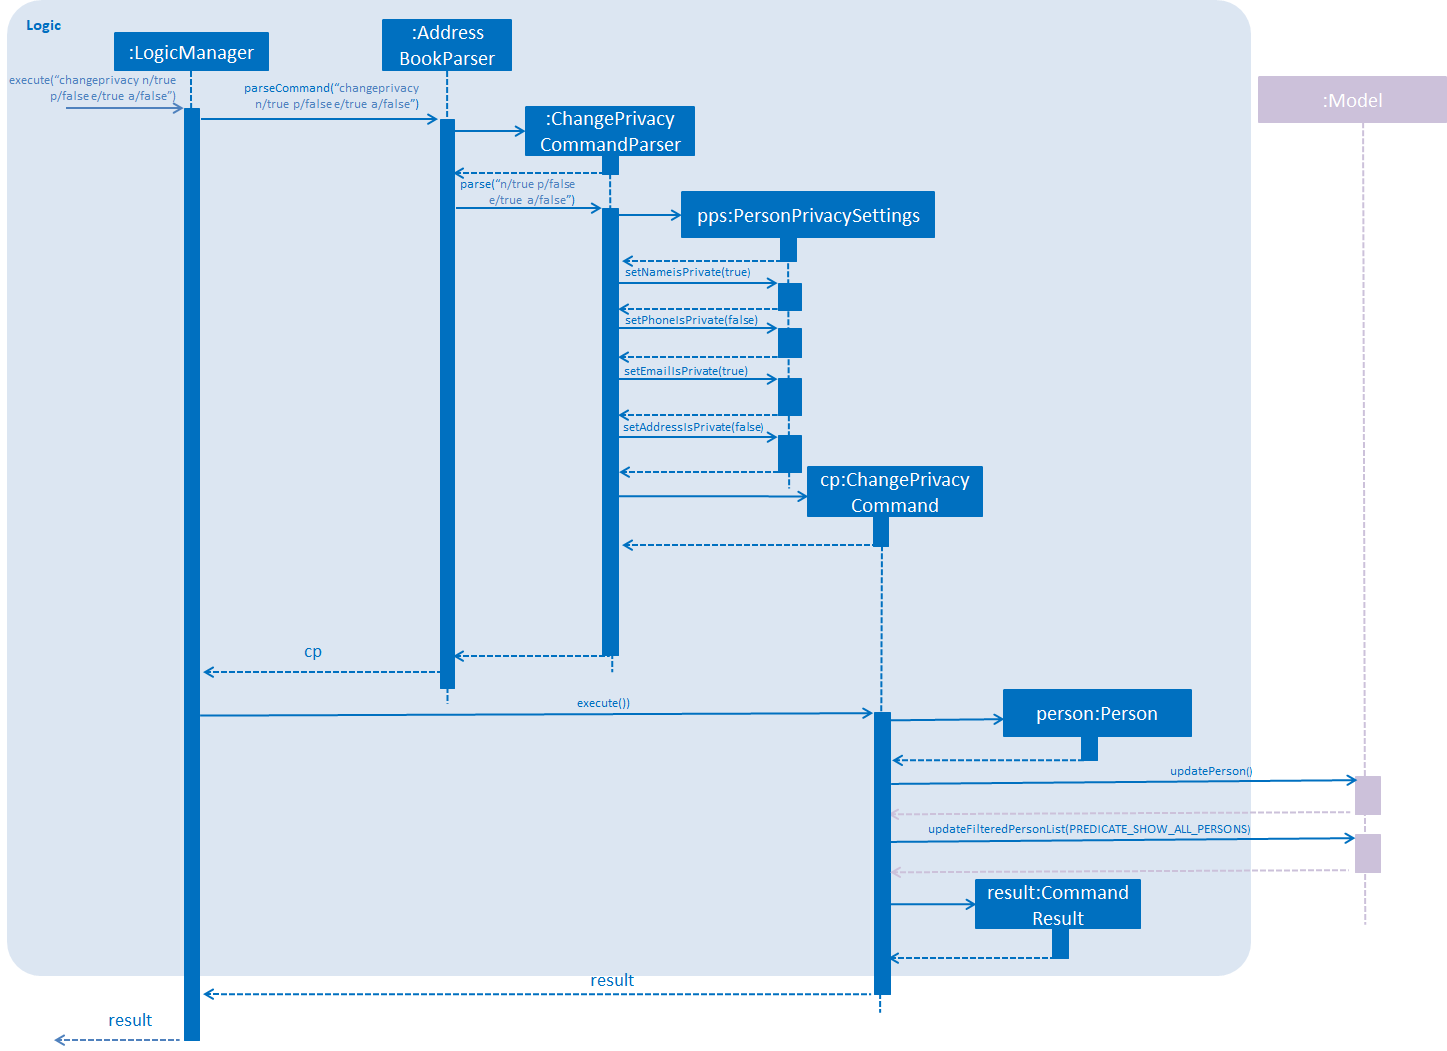 Logic
:LogicManager
:Address
BookParser
execute(“changeprivacy n/true
p/false e/true a/false”)
parseCommand(“changeprivacy
n/true p/false e/true a/false”)
:Model
:ChangePrivacy
CommandParser
parse(“n/true p/false
e/true a/false”)
pps:PersonPrivacySettings
setNameisPrivate(true)
setPhoneIsPrivate(false)
setEmailIsPrivate(true)
setAddressIsPrivate(false)
cp:ChangePrivacy
Command
cp
execute())
person:Person
updatePerson()
updateFilteredPersonList(PREDICATE_SHOW_ALL_PERSONS)
result:Command
Result
result
result